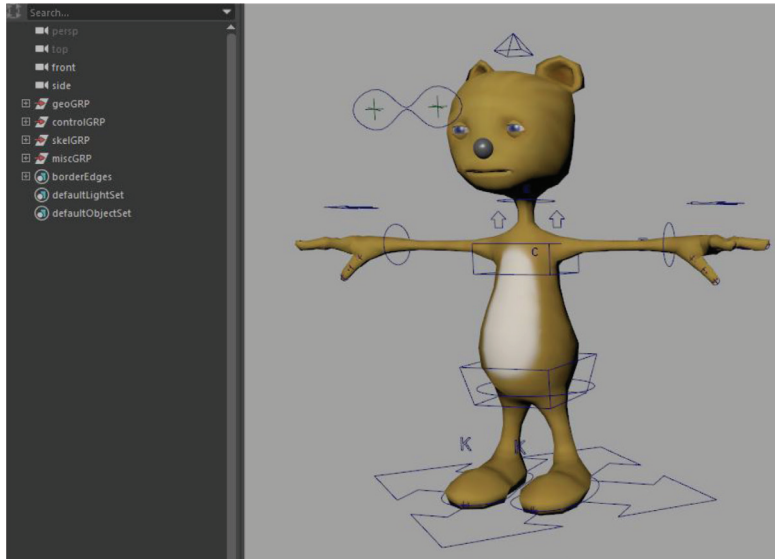 Search...
persp
top
front
side
geoGRP
controlGRP
skelGRP
miscGRP
borderEdges
defaultLightSet
defaultObjectSet
C
K
K